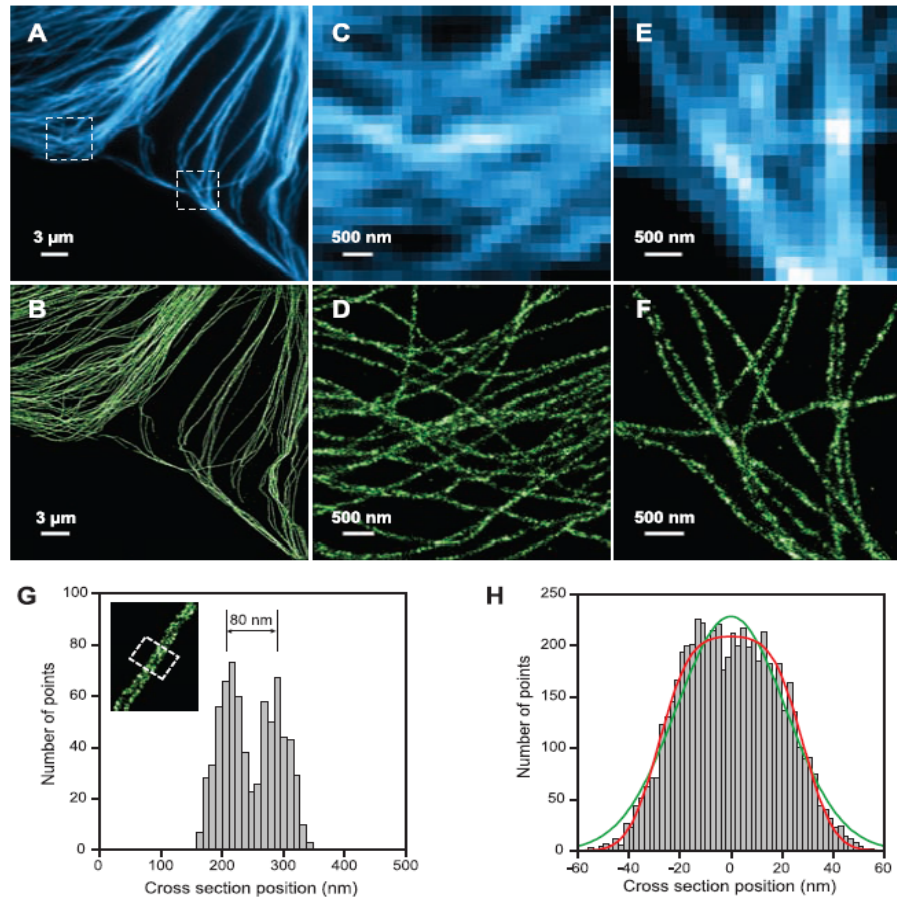 A
C
E
3 μm
500 nm
500 nm
B
D
F
3 μm
500 nm
500 nm
G
100
80
60
40
20
0
Number of points
80 nm
0
100
200
300
400
500
Cross section position (nm)
H
250
200
150
100
50
0
Number of points
-60
-40
-20
0
20
40
60
Cross section position (nm)